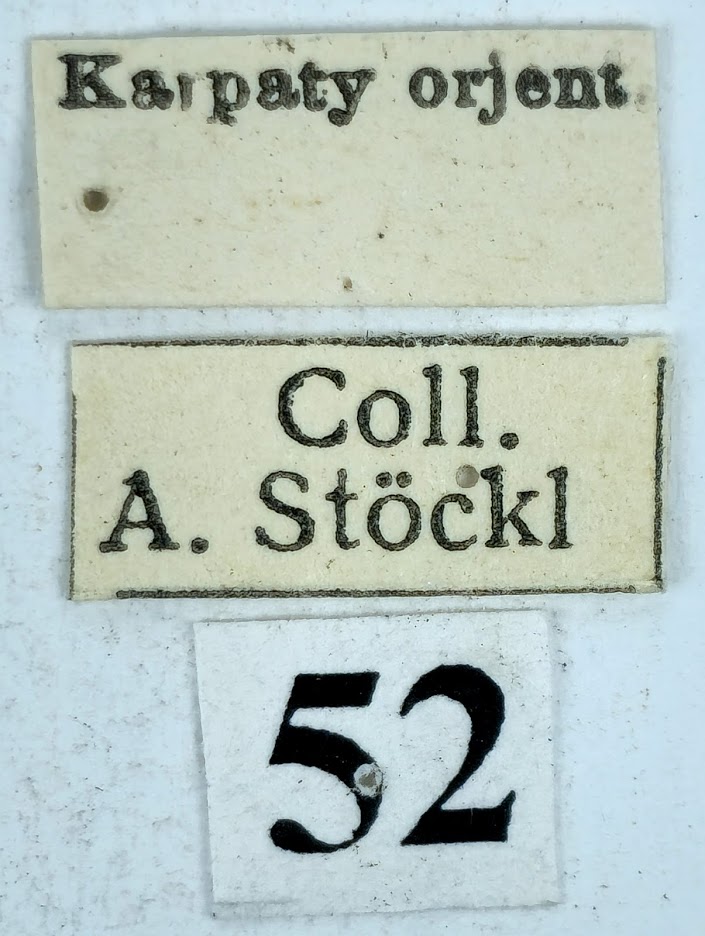 Karpaty orjent
Coll.
A. Stöckl
52